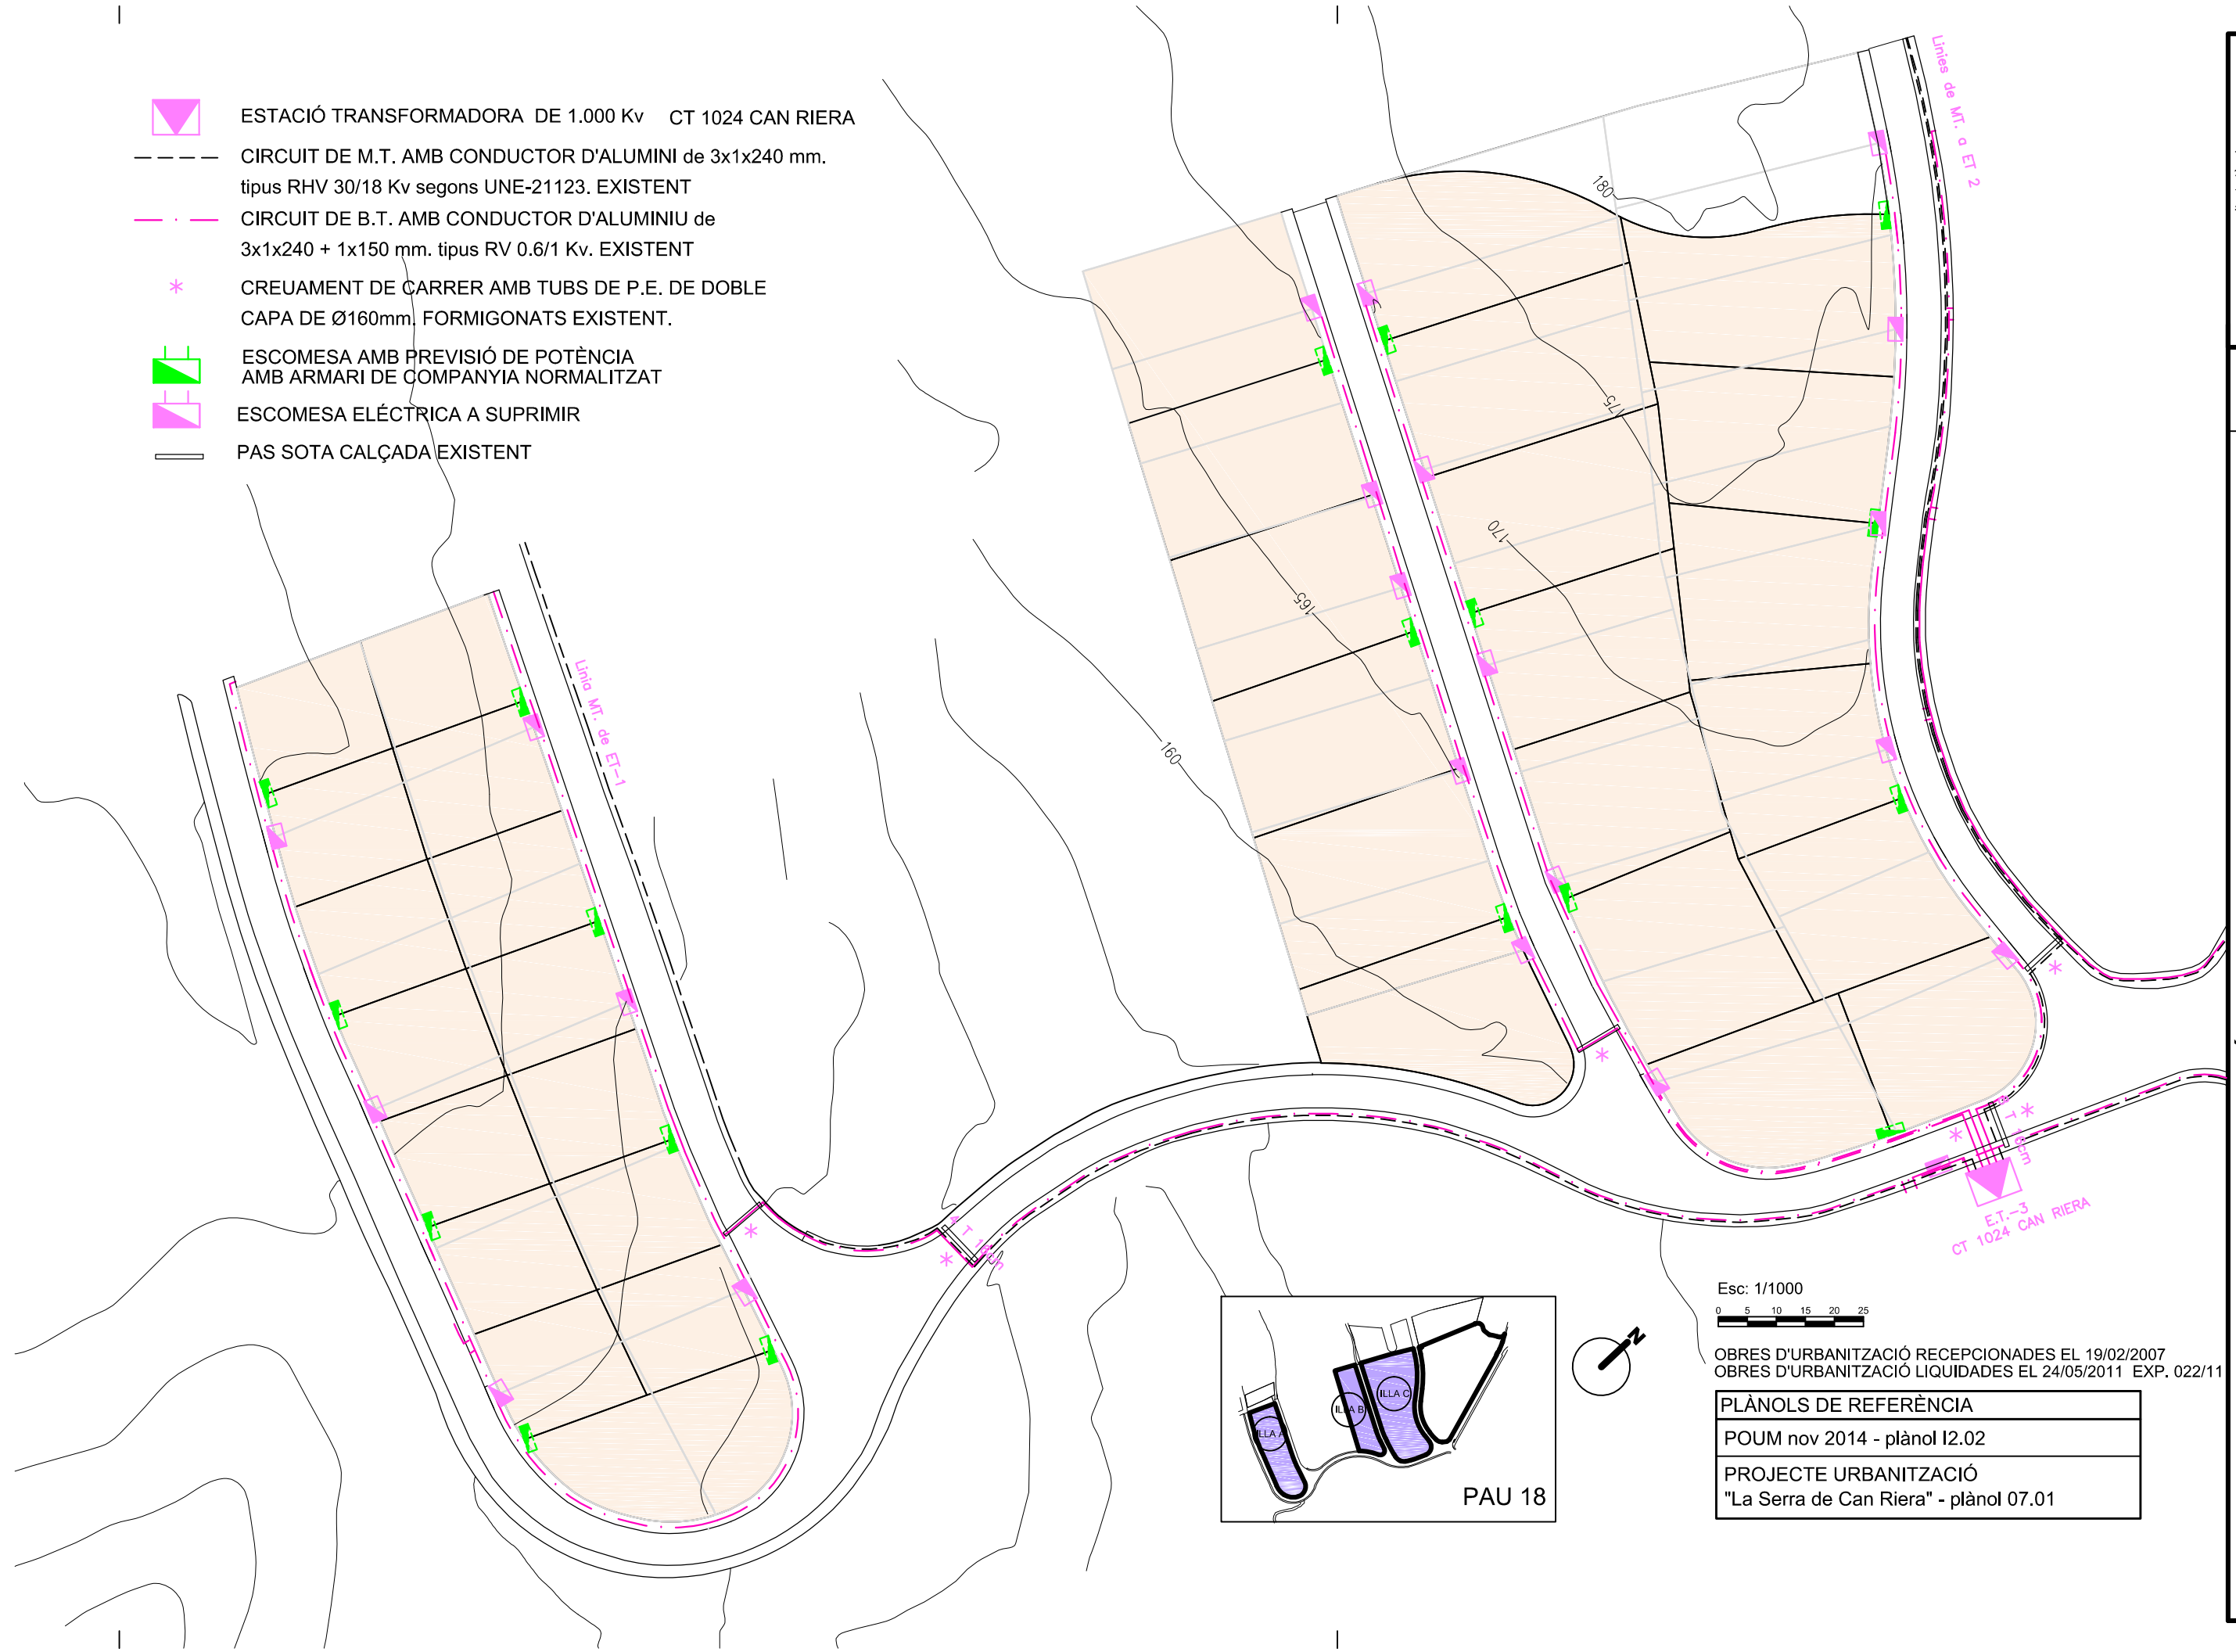 ESTACIÓ TRANSFORMADORA DE 1.000 Kv CT 1024 CAN RIERA
CIRCUIT DE M.T. AMB CONDUCTOR D'ALUMINI de 3x1x240 mm.
tipus RHV 30/18 Kv segons UNE-21123. EXISTENT
CIRCUIT DE B.T. AMB CONDUCTOR D'ALUMINIU de
3x1x240 + 1x150 mm. tipus RV 0.6/1 Kv. EXISTENT
CREUAMENT DE CARRER AMB TUBS DE P.E. DE DOBLE
CAPA DE Ø160mm. FORMIGONATS EXISTENT.
ESCOMESA AMB PREVISIÓ DE POTÈNCIA
AMB ARMARI DE COMPANYIA NORMALITZAT
ESCOMESA ELÉCTRICA A SUPRIMIR
PAS SOTA CALÇADA EXISTENT
Linies de MT. a ET 2
180
175
170
165
160
Linia MT. de ET-1
4 T 16cm
4 T 16cm
E.T.-3
CT 1024 CAN RIERA
Esc: 1/1000
0 5 10 15 20 25
N
OBRES D'URBANITZACIÓ RECEPCIONADES EL 19/02/2007
OBRES D'URBANITZACIÓ LIQUIDADES EL 24/05/2011 EXP. 022/11
PLÀNOLS DE REFERÈNCIA
POUM nov 2014 - plànol I2.02
PROJECTE URBANITZACIÓ
"La Serra de Can Riera" - plànol 07.01
ILLA A
ILLA B
ILLA C
PAU 18